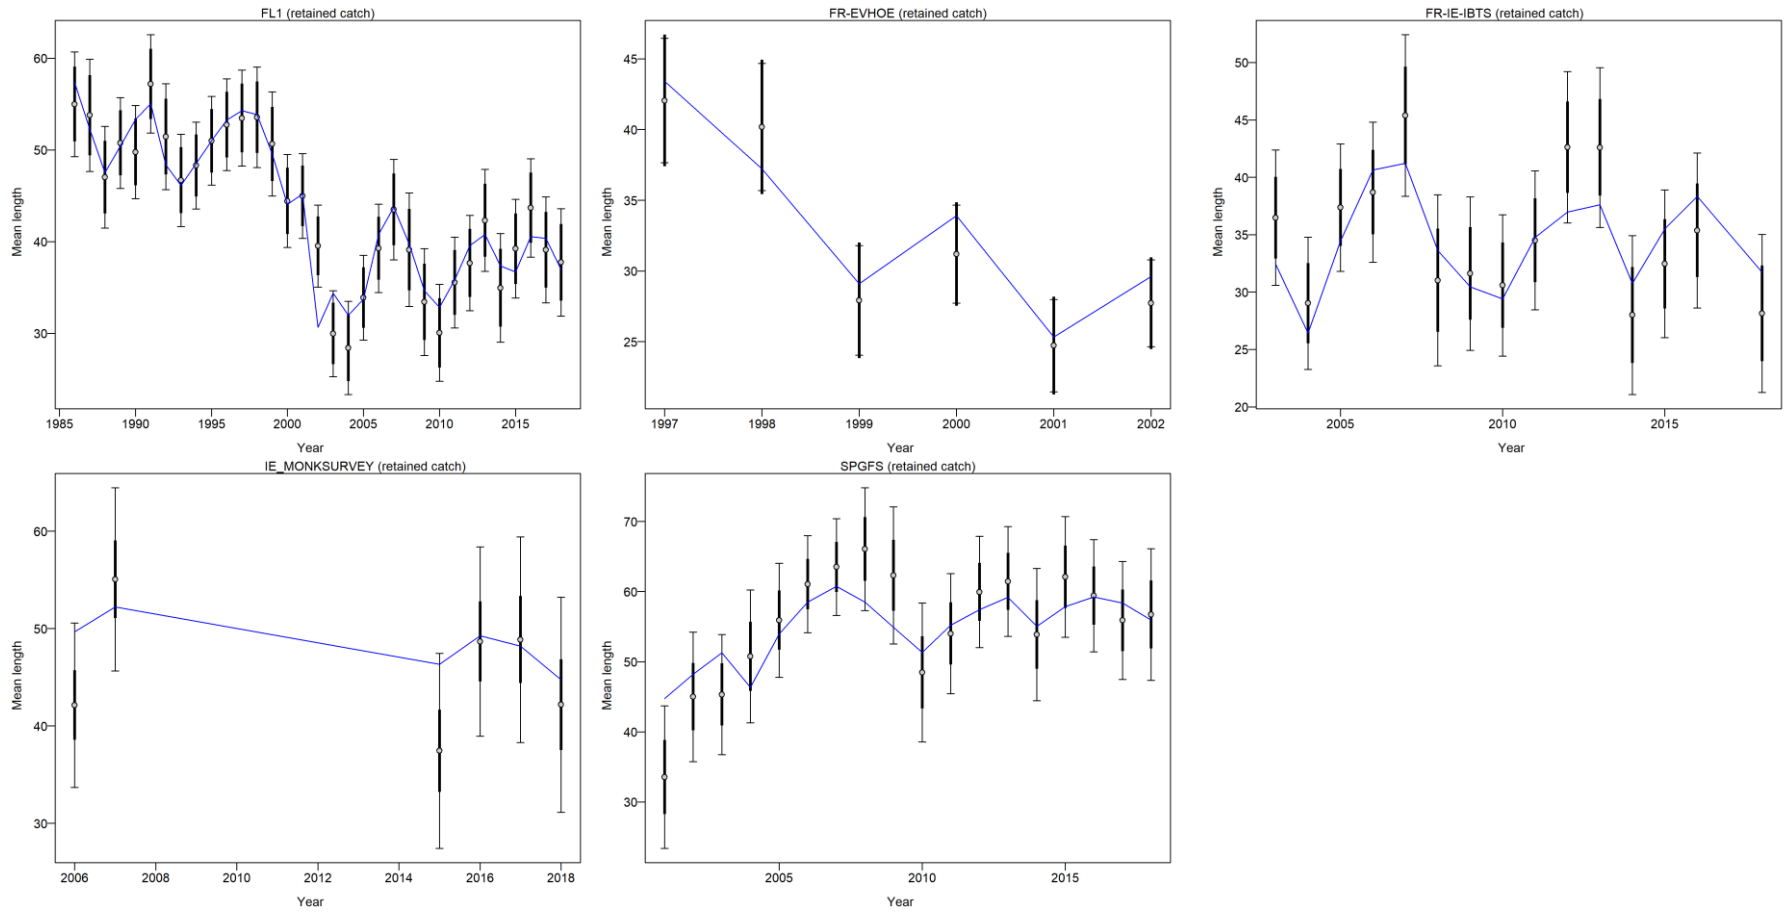 FL1 (retained catch)
Mean length
60
50
40
30
1985 1990 1995 2000 2005 2010 2015
Year
FR-EVHOE (retained catch)
Mean length
45
40
35
30
25
1997 1998 1999 2000 2001 2002
Year
FR-IE-IBTS (retained catch)
Mean length
50
45
40
35
30
25
20
2005 2010 2015
Year
IE_MONKSURVEY (retained catch)
Mean length
60
50
40
30
2006 2008 2010 2012 2014 2016 2018
Year
SPGFS (retained catch)
Mean length
70
60
50
40
30
2005 2010 2015
Year